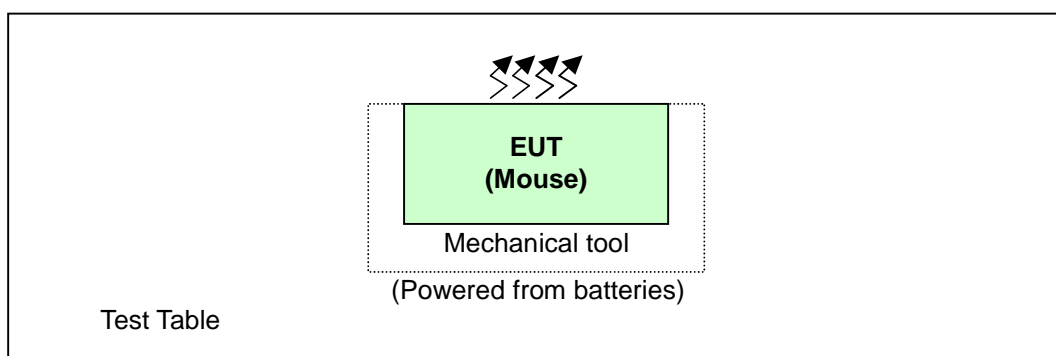 EUT
(Mouse)
Mechanical tool
(Powered from batteries)
Test Table